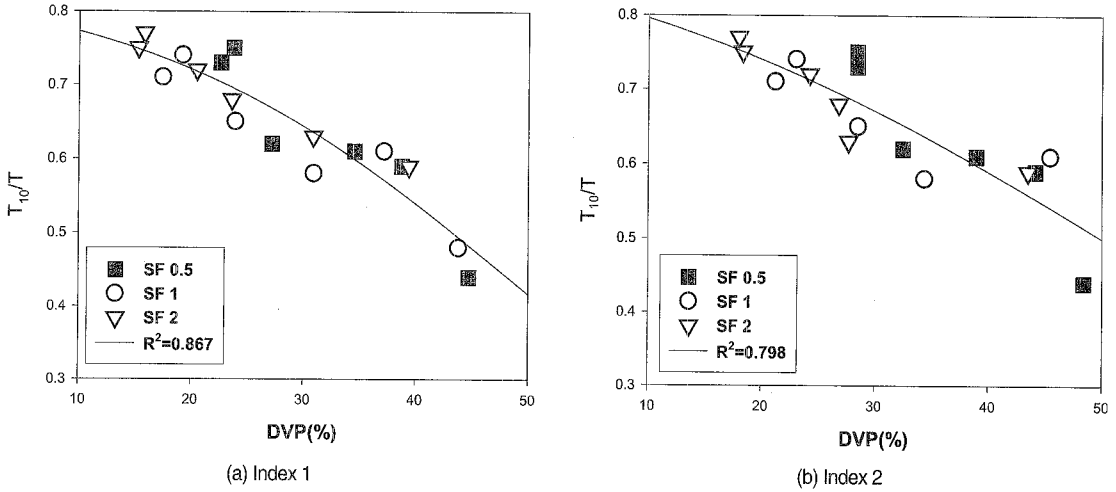 0.8
0.7
0.6
0.5
0.4
0.3
T10/T
SF 0.5
SF 1
SF 2
R²=0.867
10 20 30 40 50
DVP(%)
(a) Index 1
0.8
0.7
0.6
0.5
0.4
0.3
T10/T
SF 0.5
SF 1
SF 2
R²=0.798
10 20 30 40 50
DVP(%)
(b) Index 2